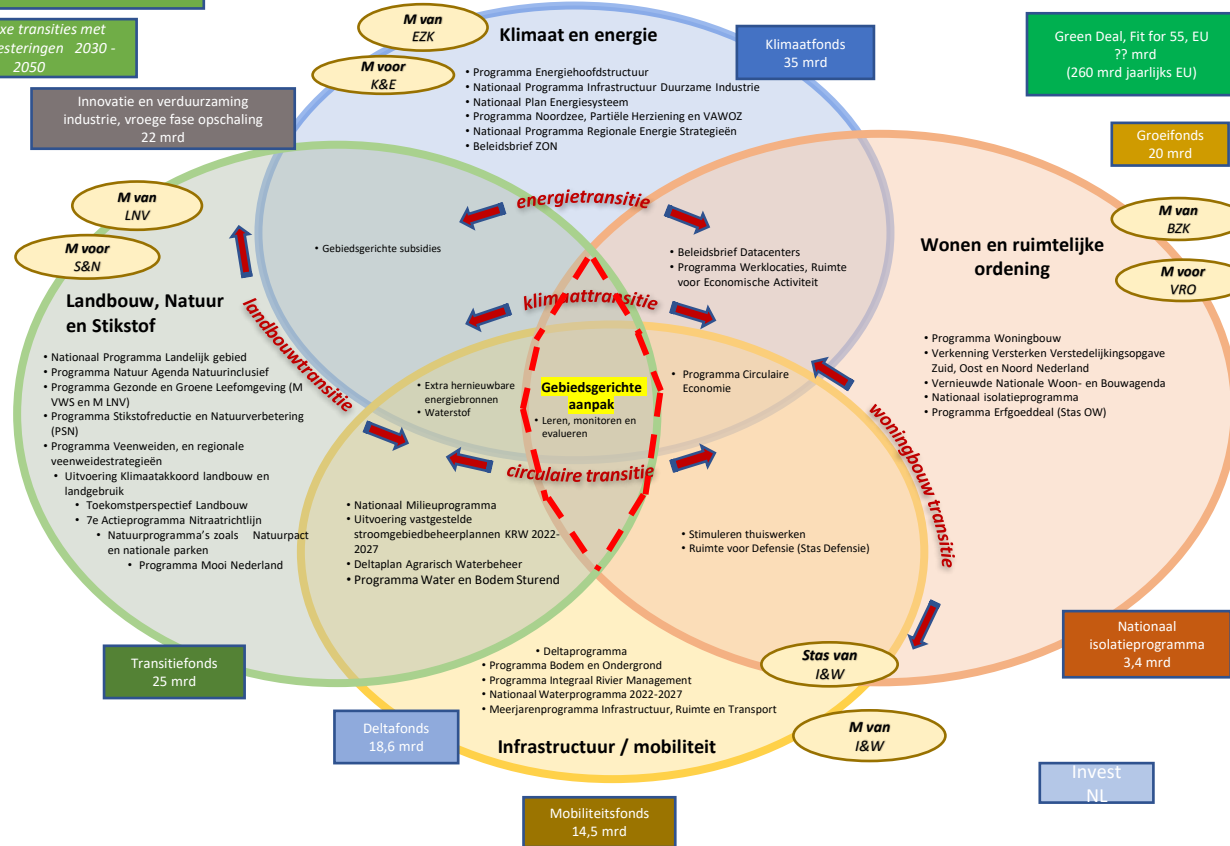 xe transities met
esteringen 2030 -
2050
M van
EZK
Klimaat en energie
M voor
K&E
• Programma Energiehoofdstructuur
• Nationaal Programma Infrastructuur Duurzame Industrie
• Nationaal Plan Energiesysteem
• Programma Noordzee, Partiële Herziening en VAWOZ
• Nationaal Programma Regionale Energie Strategieën
• Beleidsbrief ZON
Klimaatfonds
35 mrd
Green Deal, Fit for 55, EU
?? mrd
(260 mrd jaarlijks EU)
Innovatie en verduurzaming
industrie, vroege fase opschaling
22 mrd
Groeifonds
20 mrd
M van
LNV
M voor
S&N
Landbouw, Natuur
en Stikstof
• Nationaal Programma Landelijk gebied
• Programma Natuur Agenda Natuurinclusief
• Programma Gezonde en Groene Leefomgeving (M
VWS en M LNV)
• Programma Stikstofreductie en Natuurverbetering
(PSN)
• Programma Veenweiden, en regionale
veenweidestrategieën
• Uitvoering Klimaatakkoord landbouw en
landgebruik
• Toekomstperspectief Landbouw
• 7e Actieprogramma Nitraatrichtlijn
• Natuurprogramma’s zoals Natuurpact
en nationale parken
• Programma Mooi Nederland
landbouwtransitie
energietransitie
• Gebiedsgerichte subsidies
• Beleidsbrief Datacenters
• Programma Werklocaties, Ruimte
voor Economische Activiteit
klimaattransitie
• Extra hernieuwbare
energiebronnen
• Waterstof
Gebiedsgerichte
aanpak
• Leren, monitoren en
evalueren
• Programma Circulaire
Economie
circulaire transitie
woningbouw transitie
M van
BZK
M voor
VRO
Wonen en ruimtelijke
ordening
• Programma Woningbouw
• Verkenning Versterken Verstedelijkingsopgave
Zuid, Oost en Noord Nederland
• Vernieuwde Nationale Woon- en Bouwagenda
• Nationaal isolatieprogramma
• Programma Erfgoeddeal (Stas OW)
• Nationaal Milieuprogramma
• Uitvoering vastgestelde
stroomgebiedbeheerplannen KRW 2022-
2027
• Deltaplan Agrarisch Waterbeheer
• Programma Water en Bodem Sturend
• Stimuleren thuiswerken
• Ruimte voor Defensie (Stas Defensie)
Transitiefonds
25 mrd
Nationaal
isolatieprogramma
3,4 mrd
• Deltaprogramma
• Programma Bodem en Ondergrond
• Programma Integraal Rivier Management
• Nationaal Waterprogramma 2022-2027
• Meerjarenprogramma Infrastructuur, Ruimte en Transport
Stas van
I&W
Deltafonds
18,6 mrd
Infrastructuur / mobiliteit
M van
I&W
Invest
NL
Mobiliteitsfonds
14,5 mrd